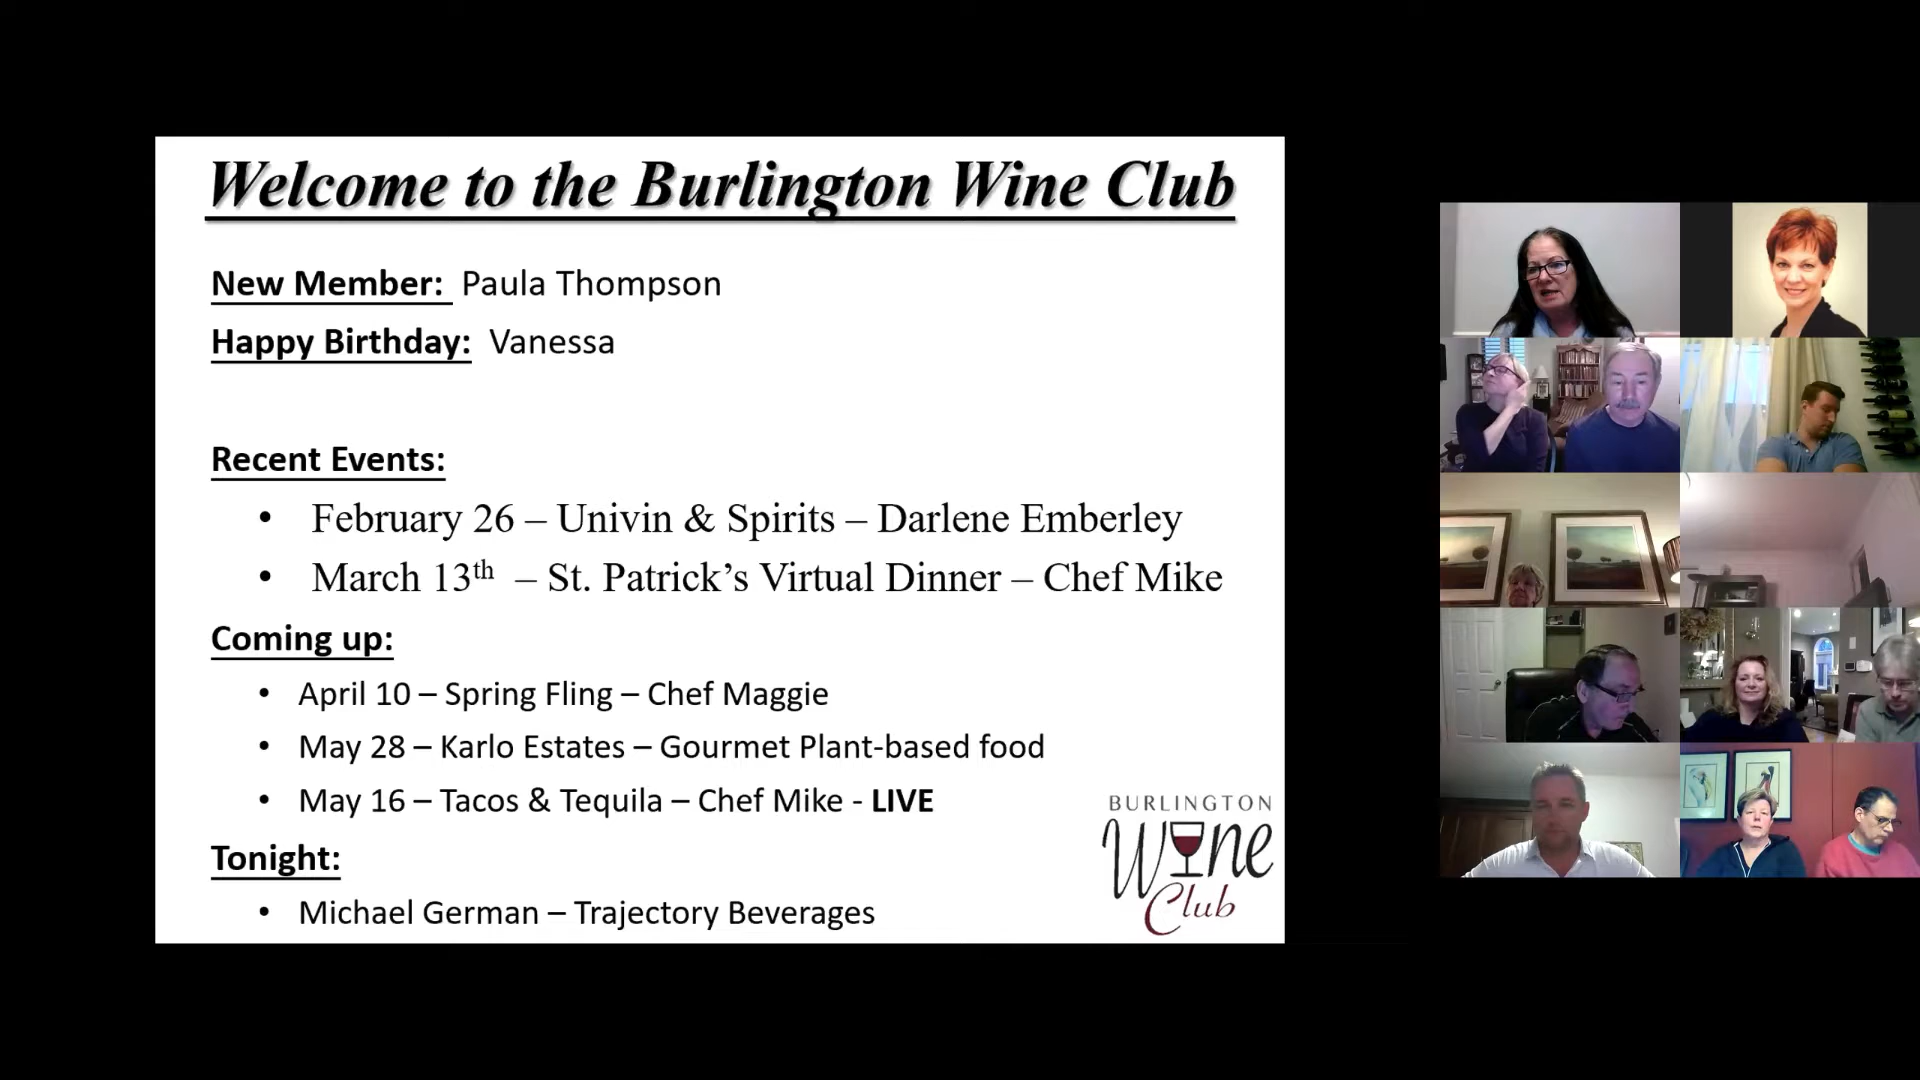 Welcome to the Burlington Wine Club
New Member: Paula Thompson
Happy Birthday: Vanessa
Recent Events:
• February 26 – Univin & Spirits – Darlene Emberley
• March 13th – St. Patrick’s Virtual Dinner – Chef Mike
Coming up:
• April 10 – Spring Fling – Chef Maggie
• May 28 – Karlo Estates – Gourmet Plant-based food
• May 16 – Tacos & Tequila – Chef Mike - LIVE
Tonight:
• Michael German – Trajectory Beverages
BURLINGTON
Wine
Club